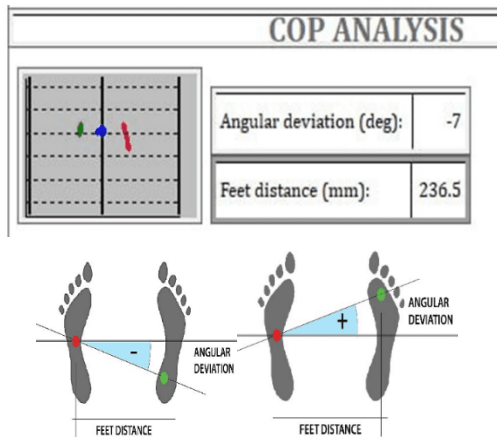 COP ANALYSIS
Angular deviation (deg): -7
Feet distance (mm): 236.5
-
ANGULAR
DEVIATION
FEET DISTANCE
+
ANGULAR
DEVIATION
FEET DISTANCE